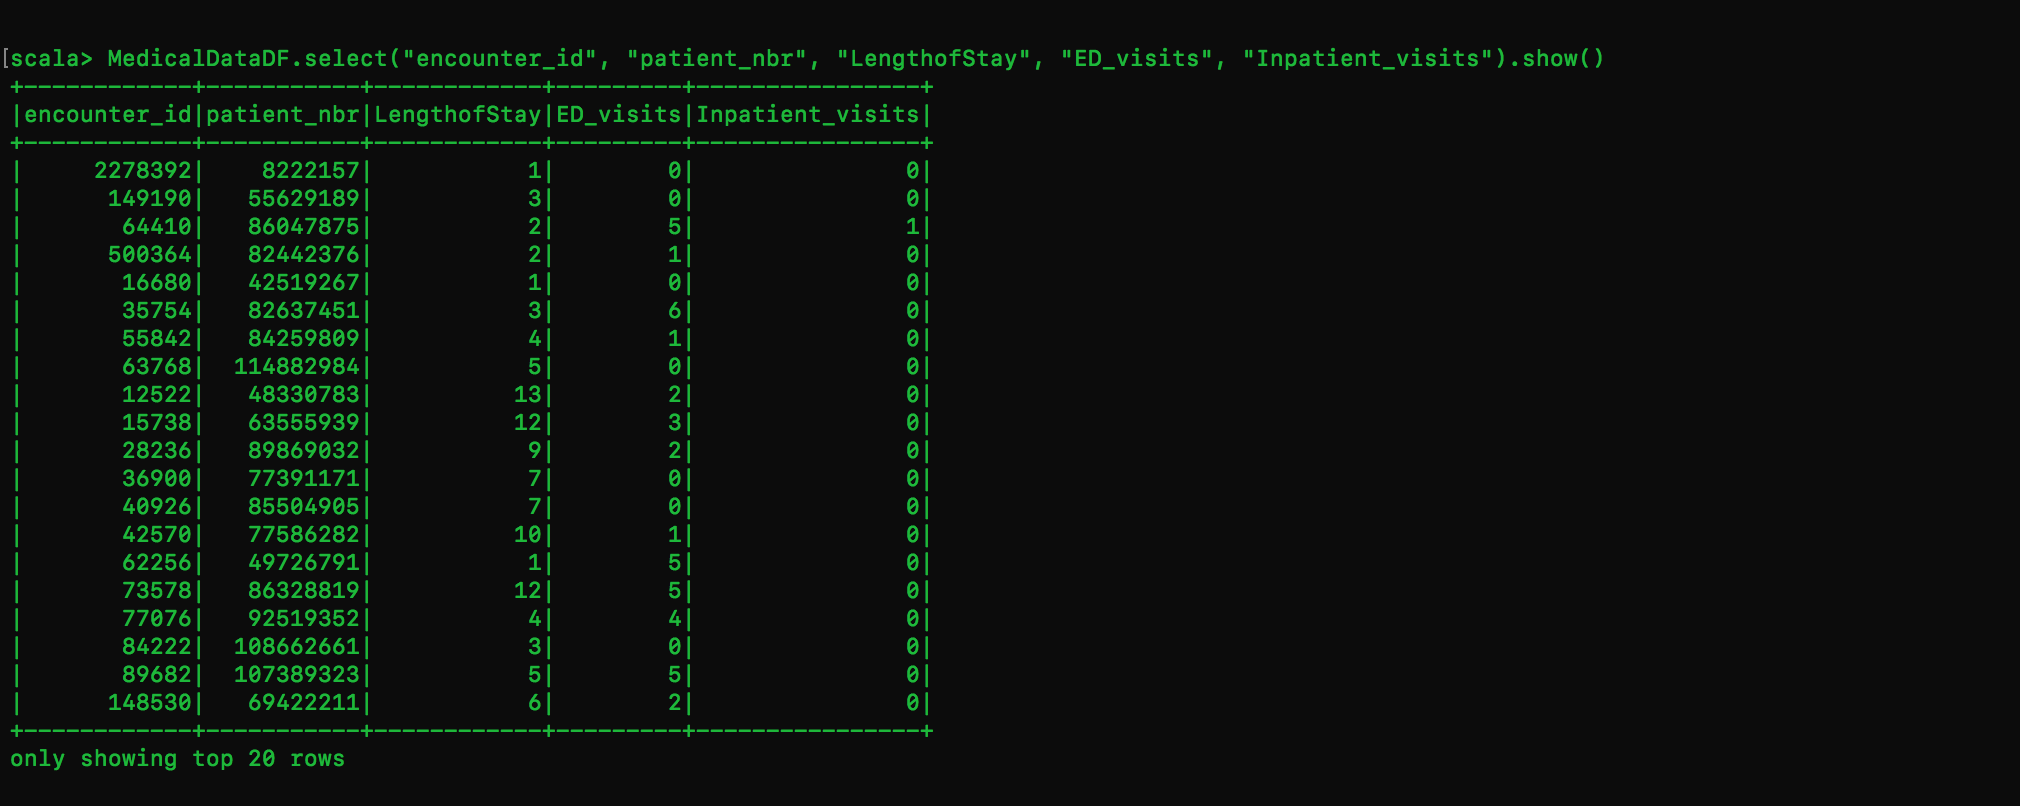 [scala> MedicalDataDF.select("encounter_id", "patient_nbr", "LengthofStay", "ED_visits", "Inpatient_visits").show()
+------------+-----------+------------+---------+----------------+
|encounter_id|patient_nbr|LengthofStay|ED_visits|Inpatient_visits|
+------------+-----------+------------+---------+----------------+
|     2278392|    8222157|           1|        0|               0|
|      149190|   55629189|           3|        0|               0|
|       64410|   86047875|           2|        5|               1|
|      500364|   82442376|           2|        1|               0|
|       16680|   42519267|           1|        0|               0|
|       35754|   82637451|           3|        6|               0|
|       55842|   84259809|           4|        1|               0|
|       63768|  114882984|           5|        0|               0|
|       12522|   48330783|          13|        2|               0|
|       15738|   63555939|          12|        3|               0|
|       28236|   89869032|           9|        2|               0|
|       36900|   77391171|           7|        0|               0|
|       40926|   85504905|           7|        0|               0|
|       42570|   77586282|          10|        1|               0|
|       62256|   49726791|           1|        5|               0|
|       73578|   86328819|          12|        5|               0|
|       77076|   92519352|           4|        4|               0|
|       84222|  108662661|           3|        0|               0|
|       89682|  107389323|           5|        5|               0|
|      148530|   69422211|           6|        2|               0|
+------------+-----------+------------+---------+----------------+
only showing top 20 rows